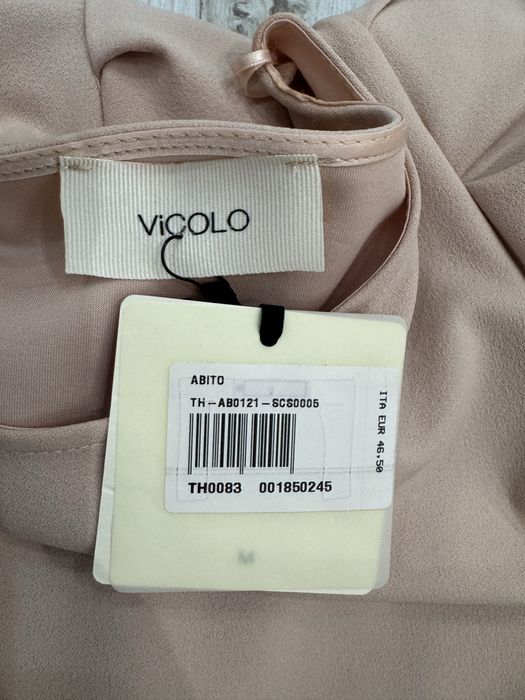 ViCOLO
ABITO
TH-AB0121-SCS0005
ITA EUR 46,50
TH0083 001850245
M